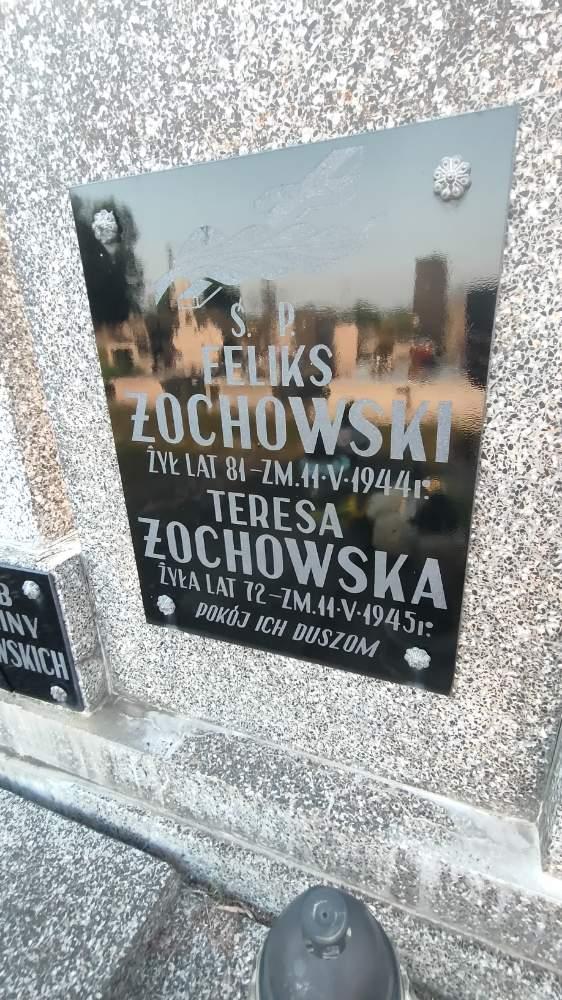 Ś. P.
FELIKS
ŻOCHOWSKI
ŻYŁ LAT 81 – ZM. 11·V·1944 r.
TERESA
ŻOCHOWSKA
ŻYŁA LAT 72 – ZM. 11·V·1945 r.
POKÓJ ICH DUSZOM